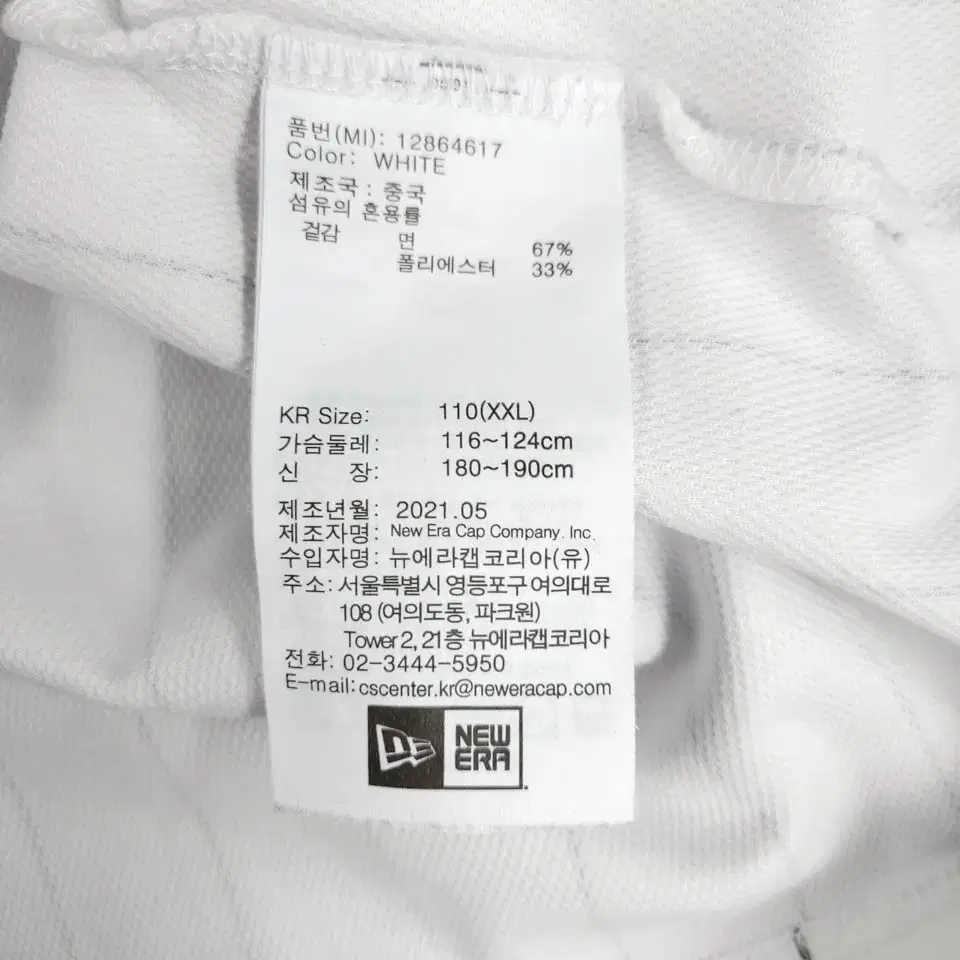 품번(MI): 12864617
Color: WHITE
제조국 : 중국
섬유의 혼용률
겉감 면 67%
폴리에스터 33%
KR Size: 110(XXL)
가슴둘레: 116~124cm
신 장: 180~190cm
제조년월: 2021.05
제조자명: New Era Cap Company. Inc.
수입자명: 뉴에라캡코리아(유)
주소: 서울특별시 영등포구 여의대로
108 (여의도동, 파크원)
Tower 2, 21층 뉴에라캡코리아
전화: 02-3444-5950
E-mail: cscenter.kr@neweracap.com
NEW
ERA